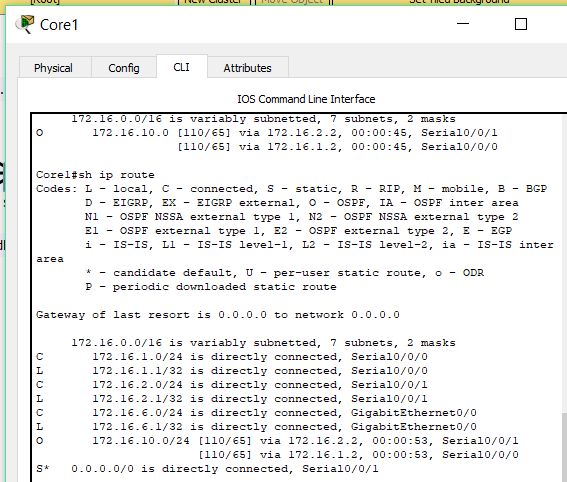 [Root]
New Cluster
Move Object
Set Tiled Background
Core1
Physical
Config
CLI
Attributes
IOS Command Line Interface
172.16.0.0/16 is variably subnetted, 7 subnets, 2 masks
O       172.16.10.0 [110/65] via 172.16.2.2, 00:00:45, Serial0/0/1
[110/65] via 172.16.1.2, 00:00:45, Serial0/0/0
Core1#sh ip route
Codes: L - local, C - connected, S - static, R - RIP, M - mobile, B - BGP
D - EIGRP, EX - EIGRP external, O - OSPF, IA - OSPF inter area
N1 - OSPF NSSA external type 1, N2 - OSPF NSSA external type 2
E1 - OSPF external type 1, E2 - OSPF external type 2, E - EGP
i - IS-IS, L1 - IS-IS level-1, L2 - IS-IS level-2, ia - IS-IS inter
area
* - candidate default, U - per-user static route, o - ODR
P - periodic downloaded static route
Gateway of last resort is 0.0.0.0 to network 0.0.0.0
172.16.0.0/16 is variably subnetted, 7 subnets, 2 masks
C       172.16.1.0/24 is directly connected, Serial0/0/0
L       172.16.1.1/32 is directly connected, Serial0/0/0
C       172.16.2.0/24 is directly connected, Serial0/0/1
L       172.16.2.1/32 is directly connected, Serial0/0/1
C       172.16.6.0/24 is directly connected, GigabitEthernet0/0
L       172.16.6.1/32 is directly connected, GigabitEthernet0/0
O       172.16.10.0/24 [110/65] via 172.16.2.2, 00:00:53, Serial0/0/1
[110/65] via 172.16.1.2, 00:00:53, Serial0/0/0
S*   0.0.0.0/0 is directly connected, Serial0/0/1